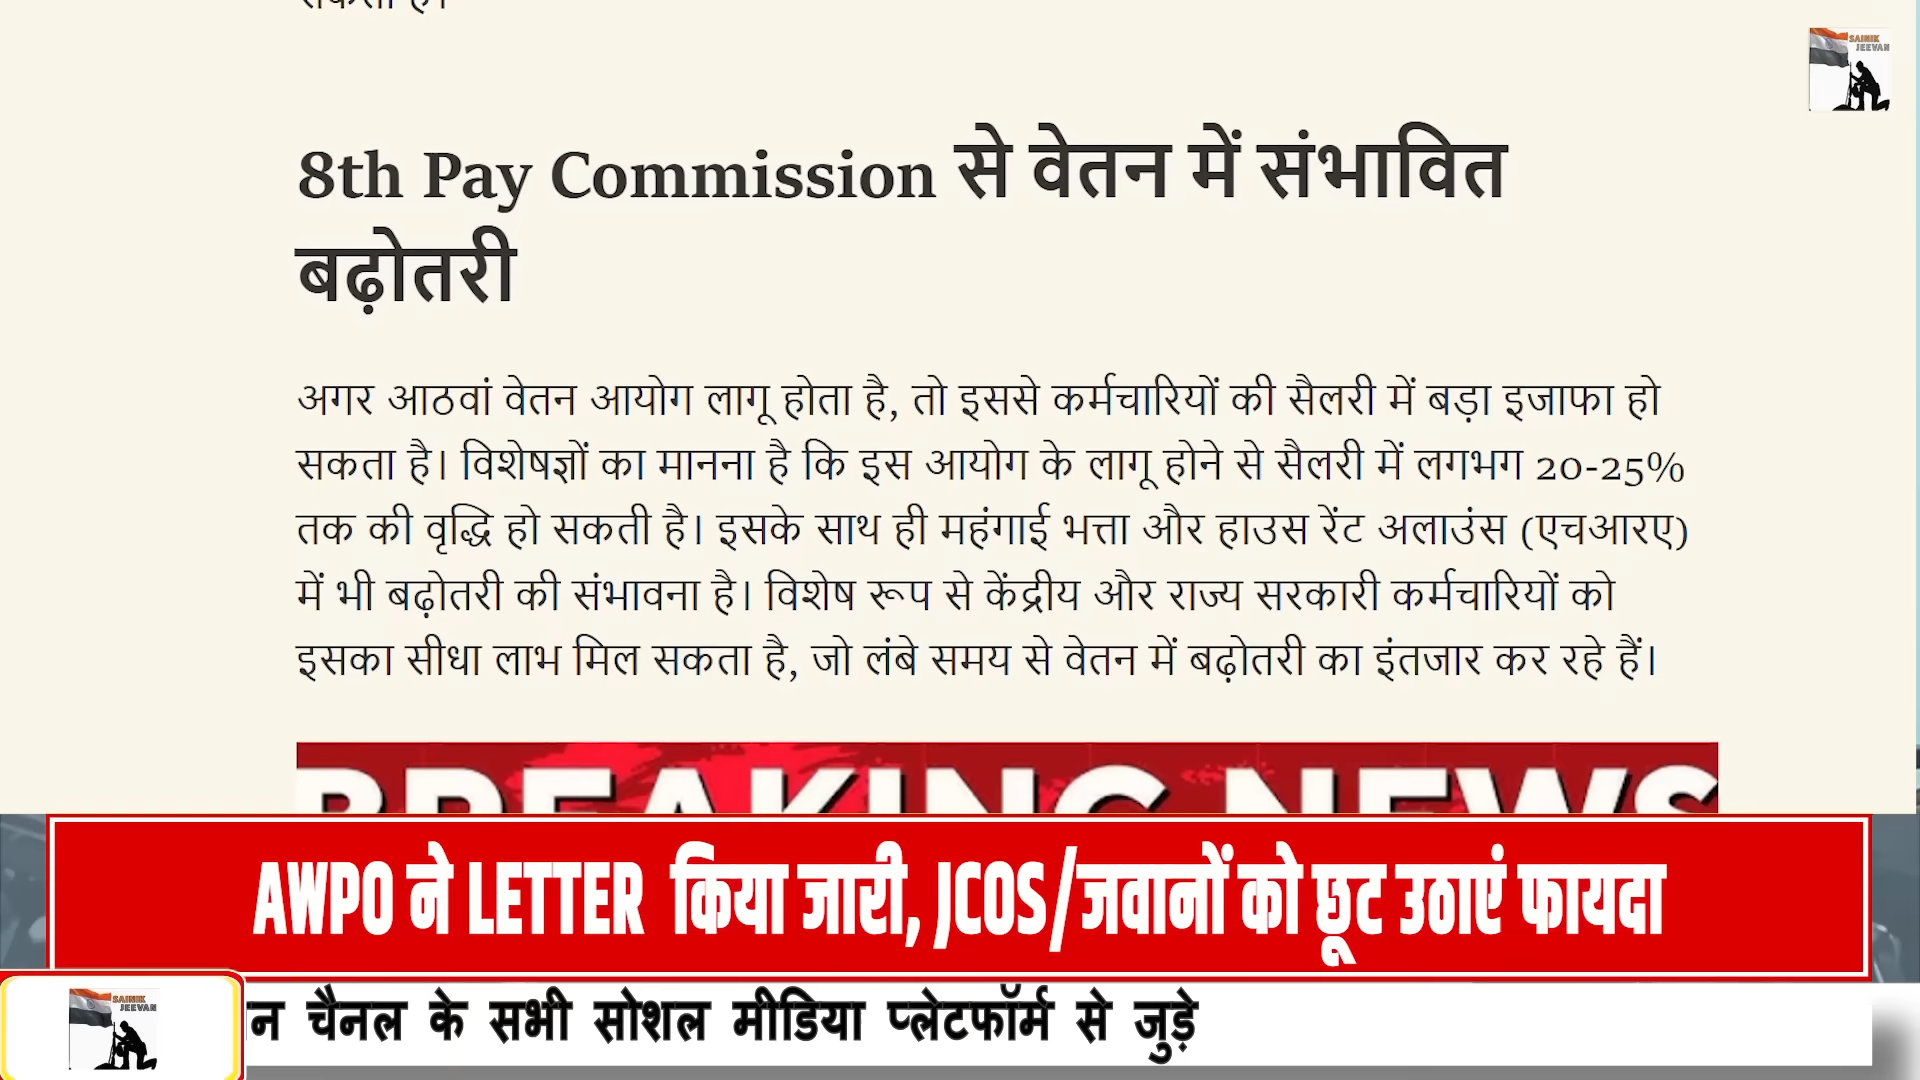 सकता है।
SAINIK
JEEVAN
8th Pay Commission से वेतन में संभावित
बढ़ोतरी
अगर आठवां वेतन आयोग लागू होता है, तो इससे कर्मचारियों की सैलरी में बड़ा इजाफा हो
सकता है। विशेषज्ञों का मानना है कि इस आयोग के लागू होने से सैलरी में लगभग 20-25%
तक की वृद्धि हो सकती है। इसके साथ ही महंगाई भत्ता और हाउस रेंट अलाउंस (एचआरए)
में भी बढ़ोतरी की संभावना है। विशेष रूप से केंद्रीय और राज्य सरकारी कर्मचारियों को
इसका सीधा लाभ मिल सकता है, जो लंबे समय से वेतन में बढ़ोतरी का इंतजार कर रहे हैं।
BREAKING NEWS
AWPO ने LETTER किया जारी, JCOS/जवानों को छूट उठाएं फायदा
SAINIK
JEEVAN
न चैनल के सभी सोशल मीडिया प्लेटफॉर्म से जुड़े